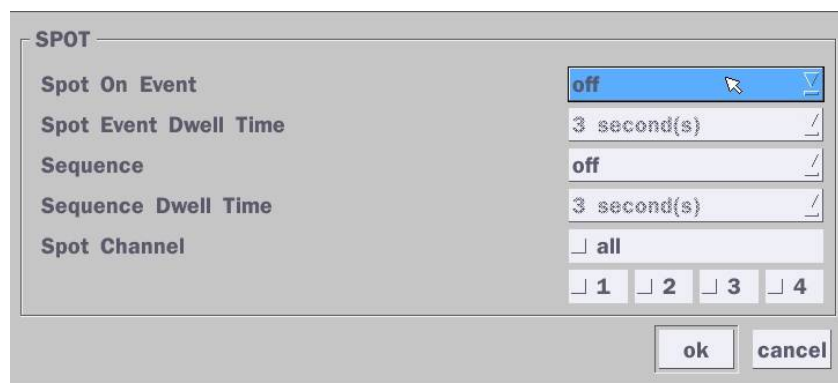 SPOT
Spot On Event off
Spot Event Dwell Time 3 second(s)
Sequence off
Sequence Dwell Time 3 second(s)
Spot Channel all
1 2 3 4
ok cancel